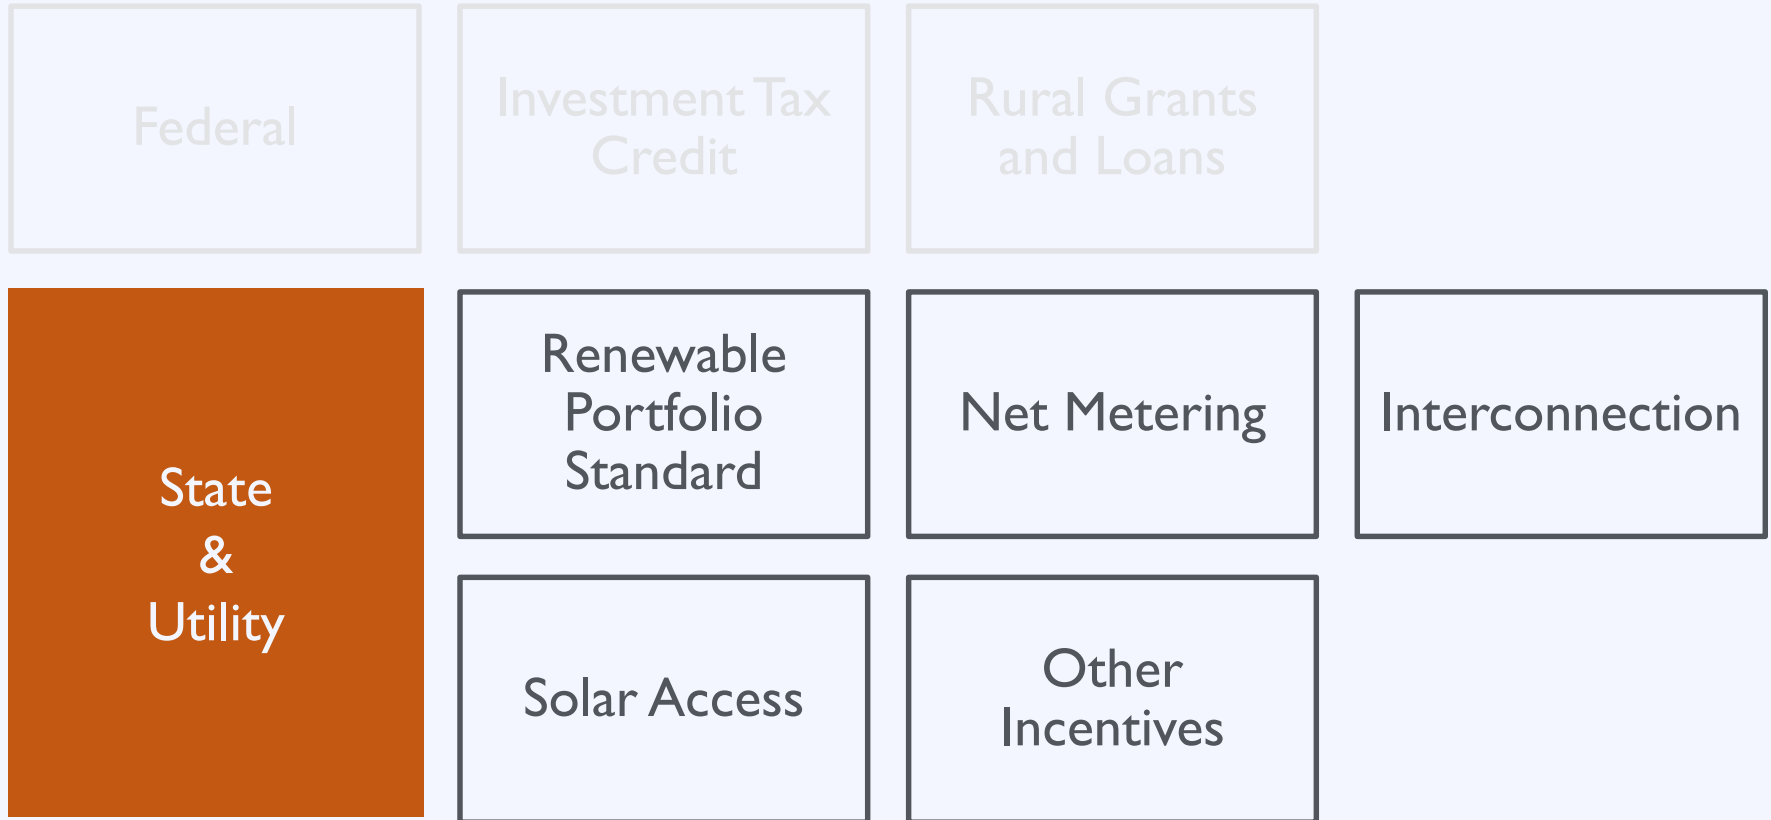 Federal
Investment Tax
Credit
Rural Grants
and Loans
State
&
Utility
Renewable
Portfolio
Standard
Net Metering
Interconnection
Solar Access
Other
Incentives